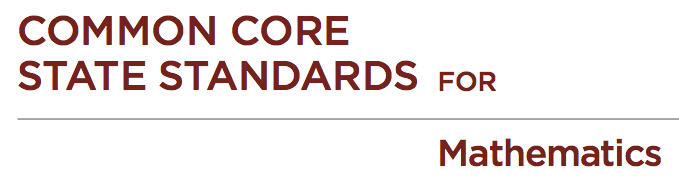 COMMON CORE
STATE STANDARDS FOR
Mathematics